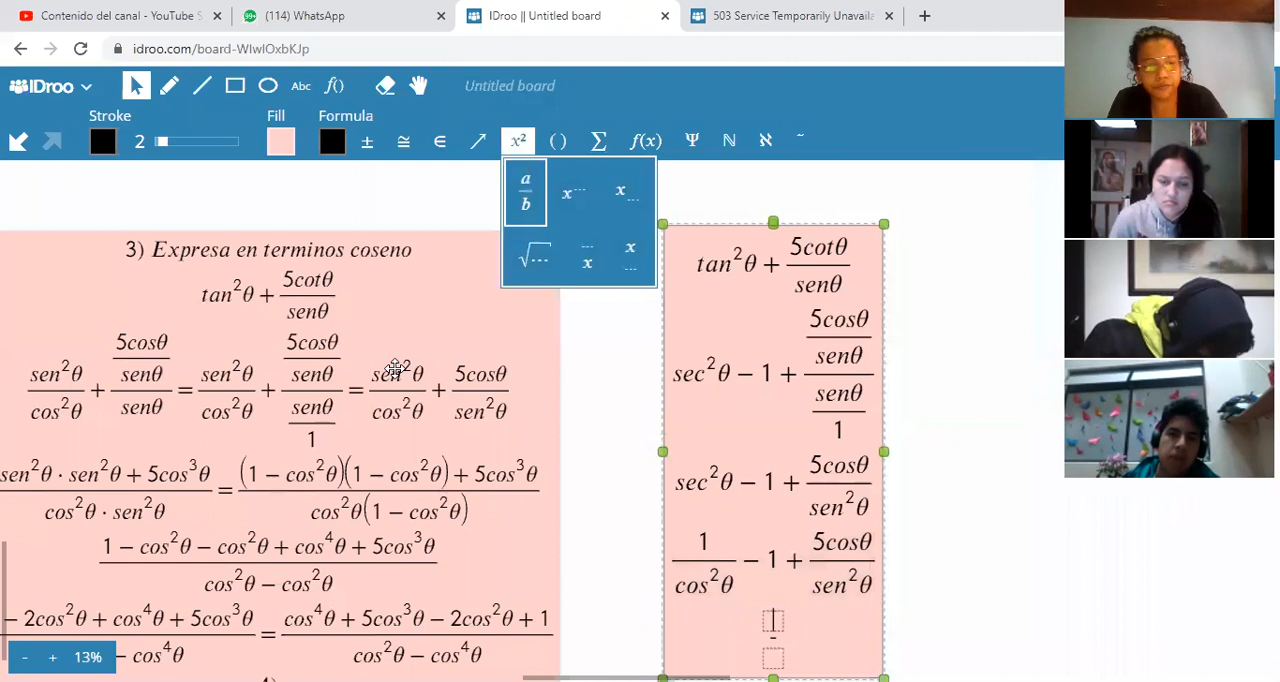 Contenido del canal - YouTube S
(114) WhatsApp
IDroo || Untitled board
503 Service Temporarily Unavaila
idroo.com/board-WlwlOxbKJp
IDroo
Abc
f()
Untitled board
Stroke
Fill
Formula
2
± ≅ ∈ x² () ∑ f(x) Ψ ℕ ℵ ~
a/b x x
√ x x
3) Expresa en terminos coseno
tan²θ + 5cotθ/senθ
sen²θ/cos²θ + (5cosθ/senθ)/senθ = sen²θ/cos²θ + (5cosθ/senθ)/(senθ/1) = sen²θ/cos²θ + 5cosθ/sen²θ
(sen²θ · sen²θ + 5cos³θ)/(cos²θ · sen²θ) = ((1 − cos²θ)(1 − cos²θ) + 5cos³θ)/(cos²θ(1 − cos²θ))
(1 − cos²θ − cos²θ + cos⁴θ + 5cos³θ)/(cos²θ − cos²θ)
(− 2cos²θ + cos⁴θ + 5cos³θ)/(− cos⁴θ) = (cos⁴θ + 5cos³θ − 2cos²θ + 1)/(cos²θ − cos⁴θ)
tan²θ + 5cotθ/senθ
sec²θ − 1 + (5cosθ/senθ)/(senθ/1)
sec²θ − 1 + 5cosθ/sen²θ
1/cos²θ − 1 + 5cosθ/sen²θ
- + 13%